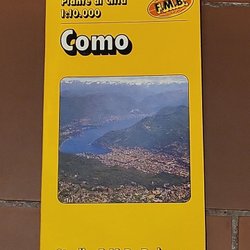 Piante di città
1:10.000
F.M.B.
Como